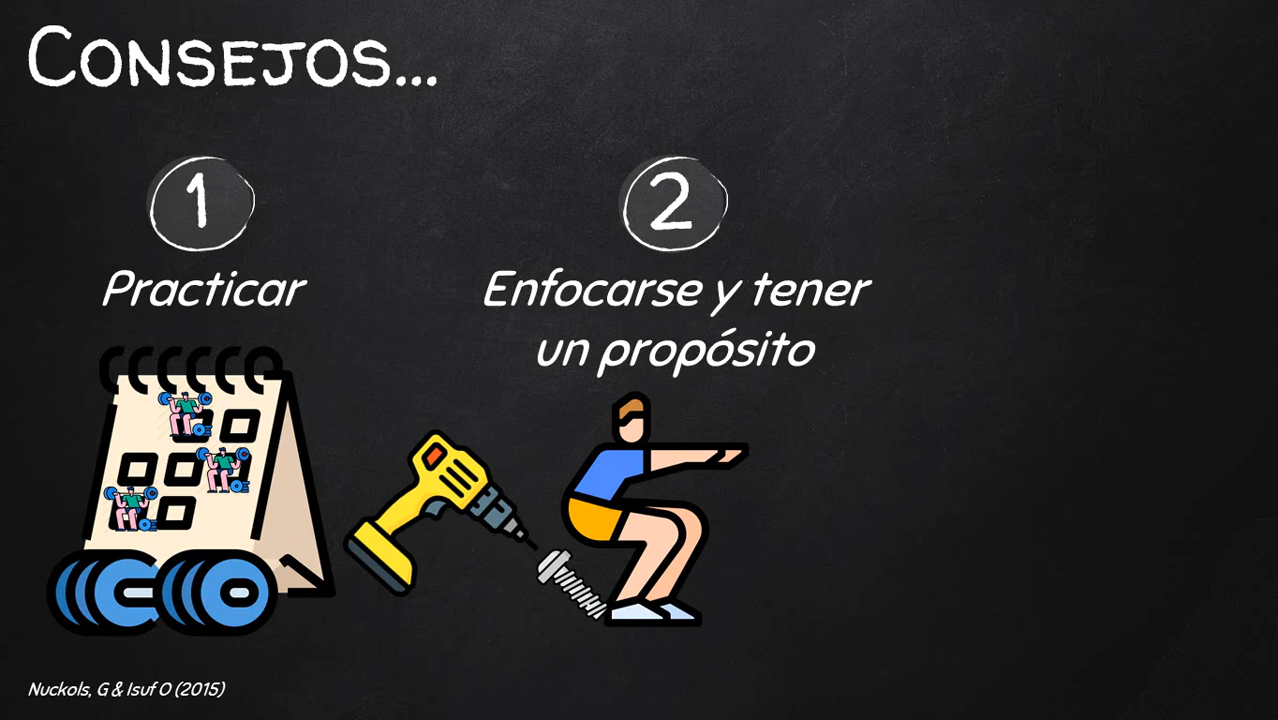 Consejos...
1
Practicar
2
Enfocarse y tener
un propósito
Nuckols, G & Isuf O (2015)